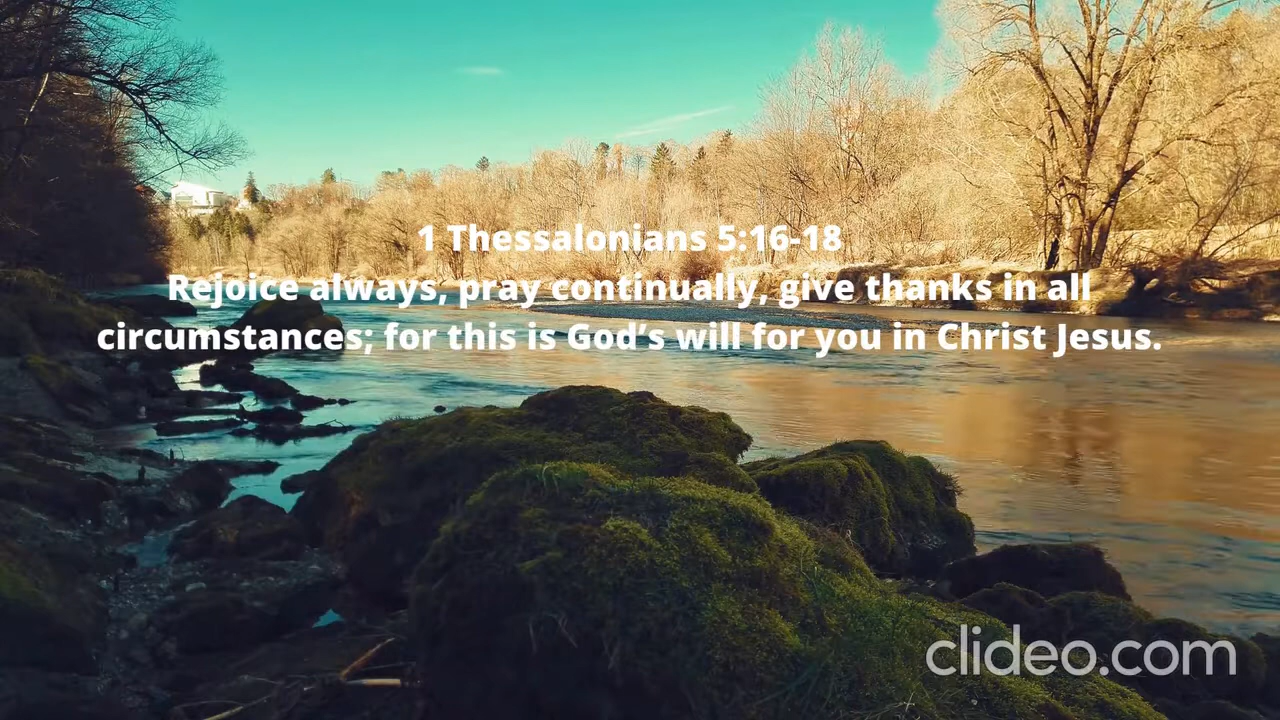 1 Thessalonians 5:16-18
Rejoice always, pray continually, give thanks in all
circumstances; for this is God’s will for you in Christ Jesus.
clideo.com